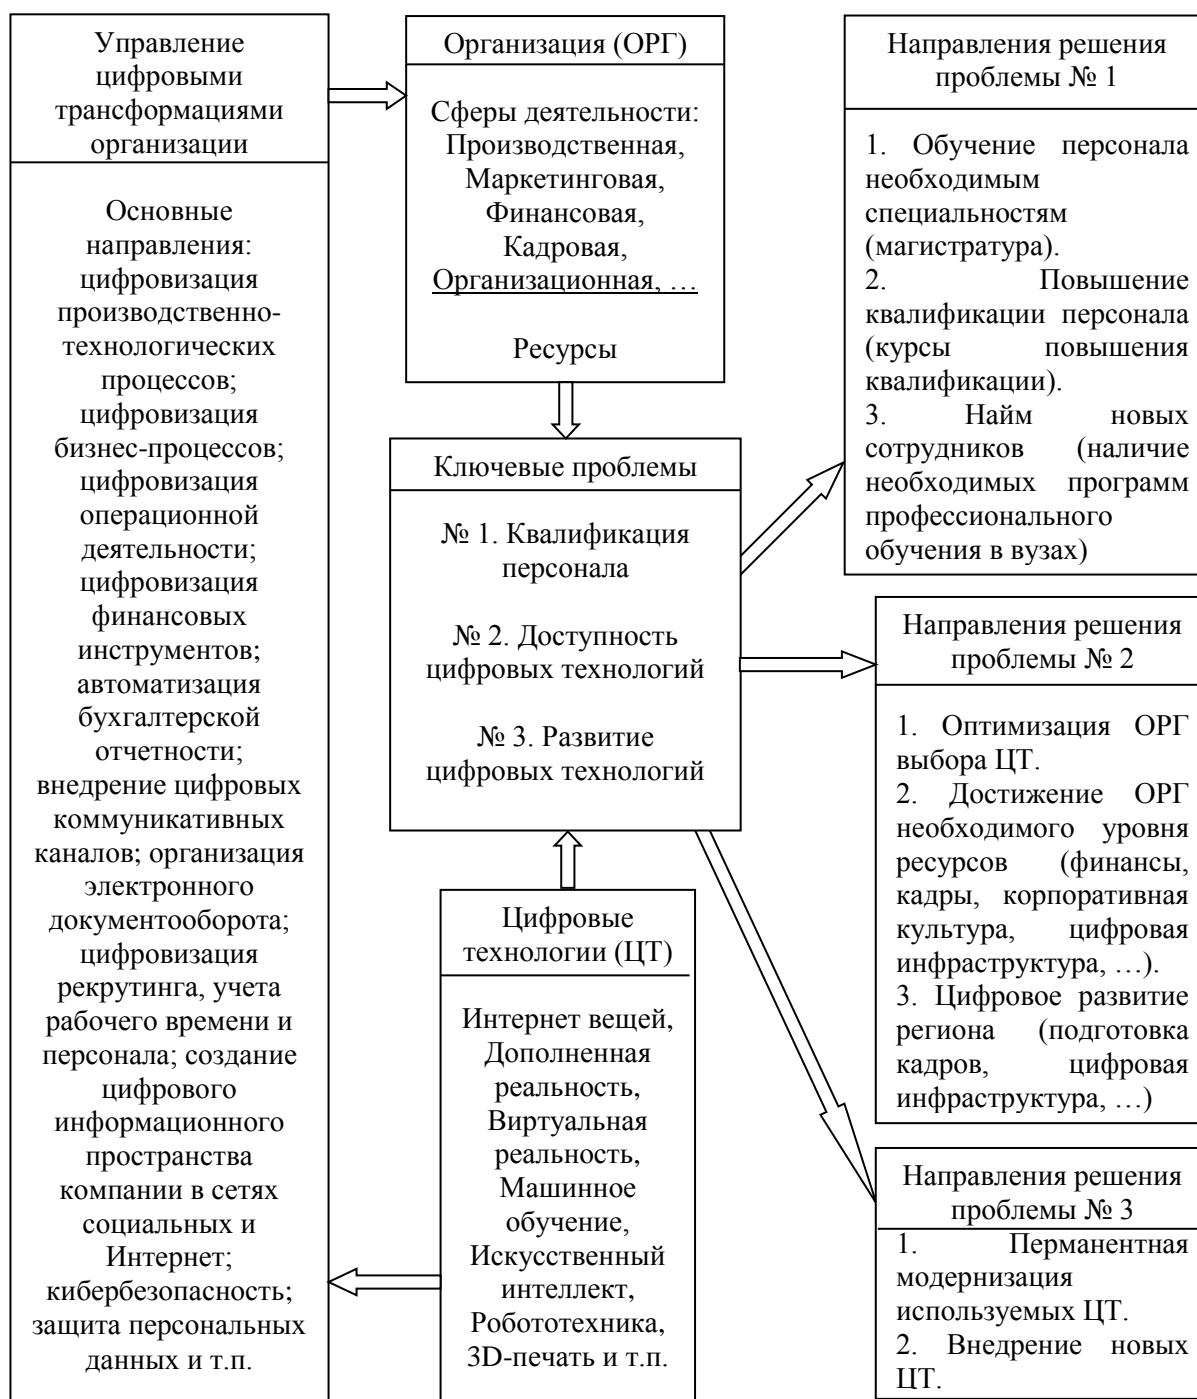 Управление
цифровыми
трансформациями
организации
Основные
направления:
цифровизация
производственно-
технологических
процессов;
цифровизация
бизнес-процессов;
цифровизация
операционной
деятельности;
цифровизация
финансовых
инструментов;
автоматизация
бухгалтерской
отчетности;
внедрение цифровых
коммуникативных
каналов; организация
электронного
документооборота;
цифровизация
рекрутинга, учета
рабочего времени и
персонала; создание
цифрового
информационного
пространства
компании в сетях
социальных и
Интернет;
кибербезопасность;
защита персональных
данных и т.п.
Организация (ОРГ)
Сферы деятельности:
Производственная,
Маркетинговая,
Финансовая,
Кадровая,
Организационная, …
Ресурсы
Ключевые проблемы
№ 1. Квалификация
персонала
№ 2. Доступность
цифровых технологий
№ 3. Развитие
цифровых технологий
Цифровые
технологии (ЦТ)
Интернет вещей,
Дополненная
реальность,
Виртуальная
реальность,
Машинное
обучение,
Искусственный
интеллект,
Робототехника,
3D-печать и т.п.
Направления решения
проблемы № 1
1. Обучение персонала
необходимым
специальностям
(магистратура).
2. Повышение
квалификации персонала
(курсы повышения
квалификации).
3. Найм новых
сотрудников (наличие
необходимых программ
профессионального
обучения в вузах)
Направления решения
проблемы № 2
1. Оптимизация ОРГ
выбора ЦТ.
2. Достижение ОРГ
необходимого уровня
ресурсов (финансы,
кадры, корпоративная
культура, цифровая
инфраструктура, …).
3. Цифровое развитие
региона (подготовка
кадров, цифровая
инфраструктура, …)
Направления решения
проблемы № 3
1. Перманентная
модернизация
используемых ЦТ.
2. Внедрение новых
ЦТ.